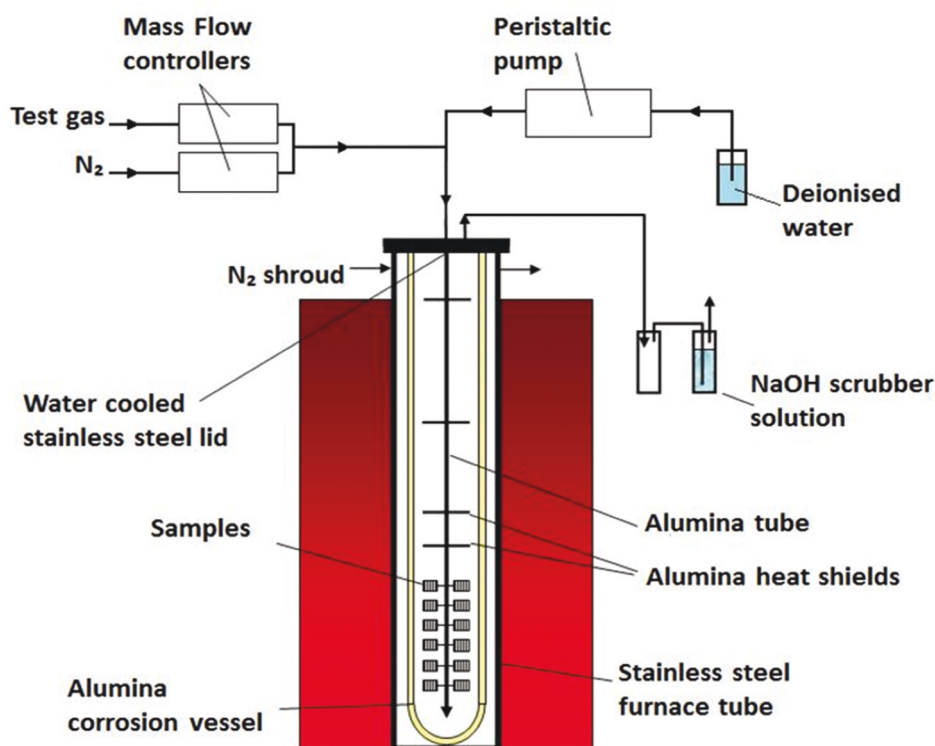 Mass Flow
controllers
Peristaltic
pump
Test gas
N₂
Deionised
water
N₂ shroud
Water cooled
stainless steel lid
NaOH scrubber
solution
Samples
Alumina tube
Alumina heat shields
Alumina
corrosion vessel
Stainless steel
furnace tube